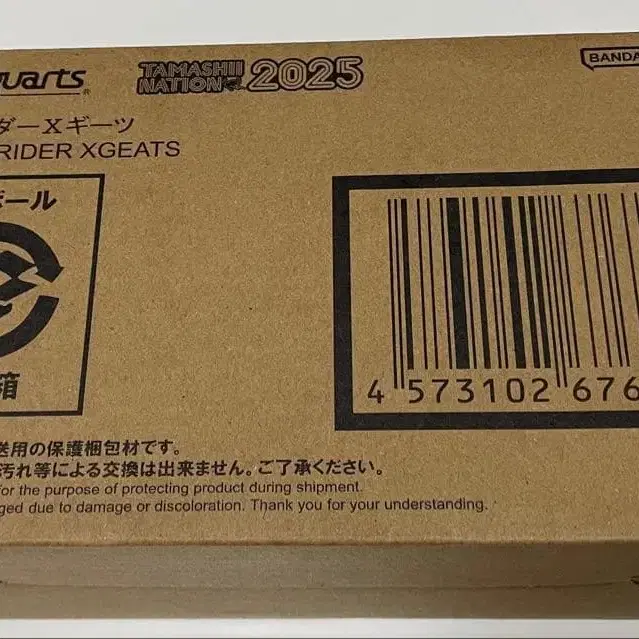 uarts®
TAMASHII NATION 2025
BANDA
ダーXギーツ
RIDER XGEATS
ボール
箱
4 573102 676
送用の保護梱包材です。
汚れ等による交換は出来ません。ご了承ください。
for the purpose of protecting product during shipment.
ged due to damage or discoloration. Thank you for your understanding.